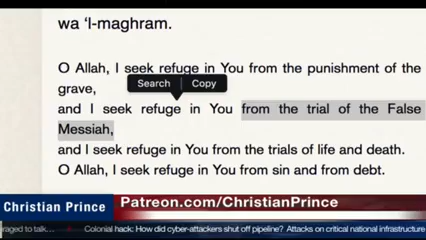 wa 'l-maghram.
O Allah, I seek refuge in You from the punishment of the
grave,
Search Copy
and I seek refuge in You from the trial of the False
Messiah,
and I seek refuge in You from the trials of life and death.
O Allah, I seek refuge in You from sin and from debt.
Christian Prince
Patreon.com/ChristianPrince
eraged to talk... Colonial hack: How did cyber-attackers shut off pipeline? Attacks on critical national infrastructure